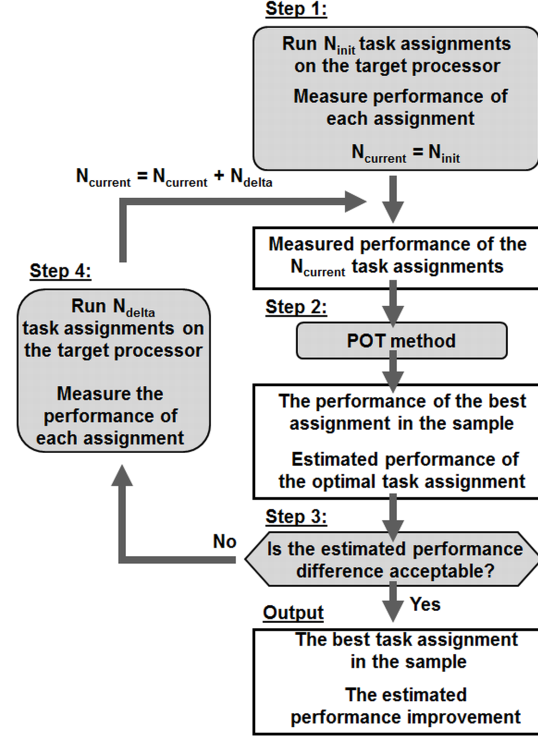 Step 1:
Run Ninit task assignments
on the target processor
Measure performance of
each assignment
Ncurrent = Ninit
Ncurrent = Ncurrent + Ndelta
Measured performance of the
Ncurrent task assignments
Step 4:
Run Ndelta
task assignments on
the target processor
Measure the
performance of
each assignment
Step 2:
POT method
The performance of the best
assignment in the sample
Estimated performance of
the optimal task assignment
Step 3:
Is the estimated performance
difference acceptable?
No
Yes
Output
The best task assignment
in the sample
The estimated
performance improvement